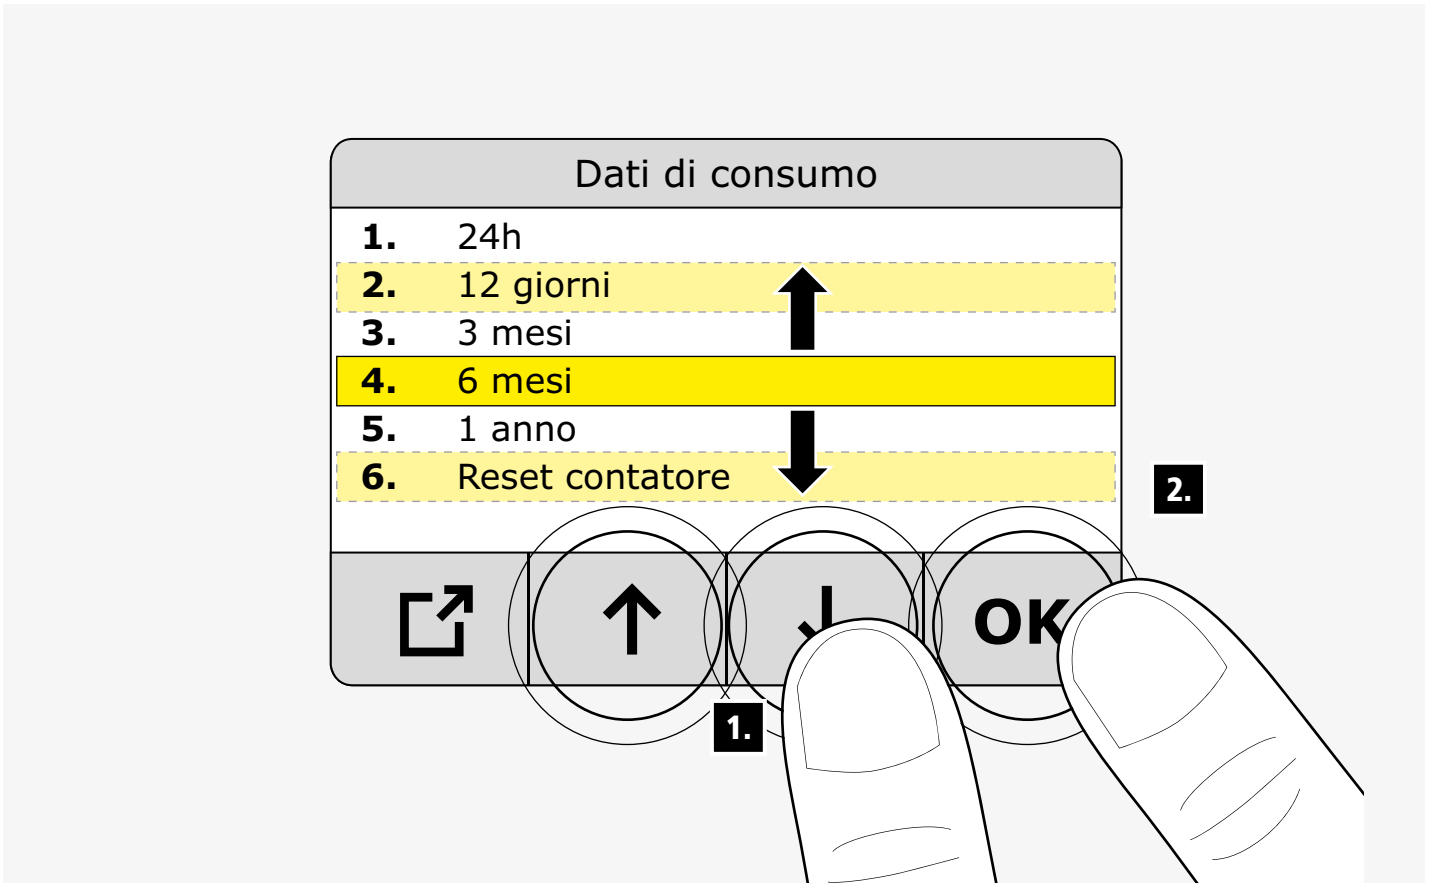 Dati di consumo
1. 24h
2. 12 giorni
3. 3 mesi
4. 6 mesi
5. 1 anno
6. Reset contatore
2.
OK
1.